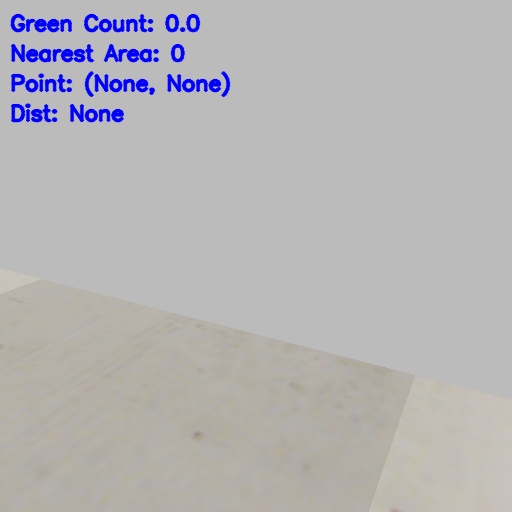 Green Count: 0.0
Nearest Area: 0
Point: (None, None)
Dist: None